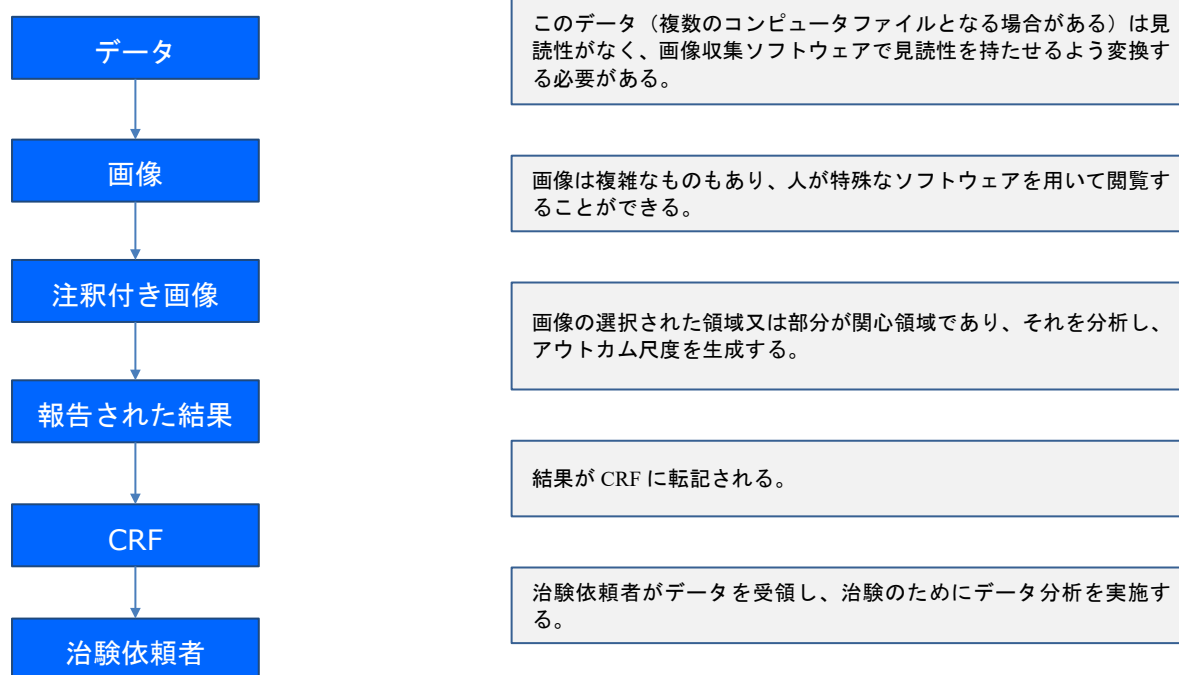 データ
このデータ（複数のコンピュータファイルとなる場合がある）は見
読性がなく、画像収集ソフトウェアで見読性を持たせるよう変換す
る必要がある。
画像
画像は複雑なものもあり、人が特殊なソフトウェアを用いて閲覧す
ることができる。
注釈付き画像
画像の選択された領域又は部分が関心領域であり、それを分析し、
アウトカム尺度を生成する。
報告された結果
結果が CRF に転記される。
CRF
治験依頼者がデータを受領し、治験のためにデータ分析を実施す
る。
治験依頼者